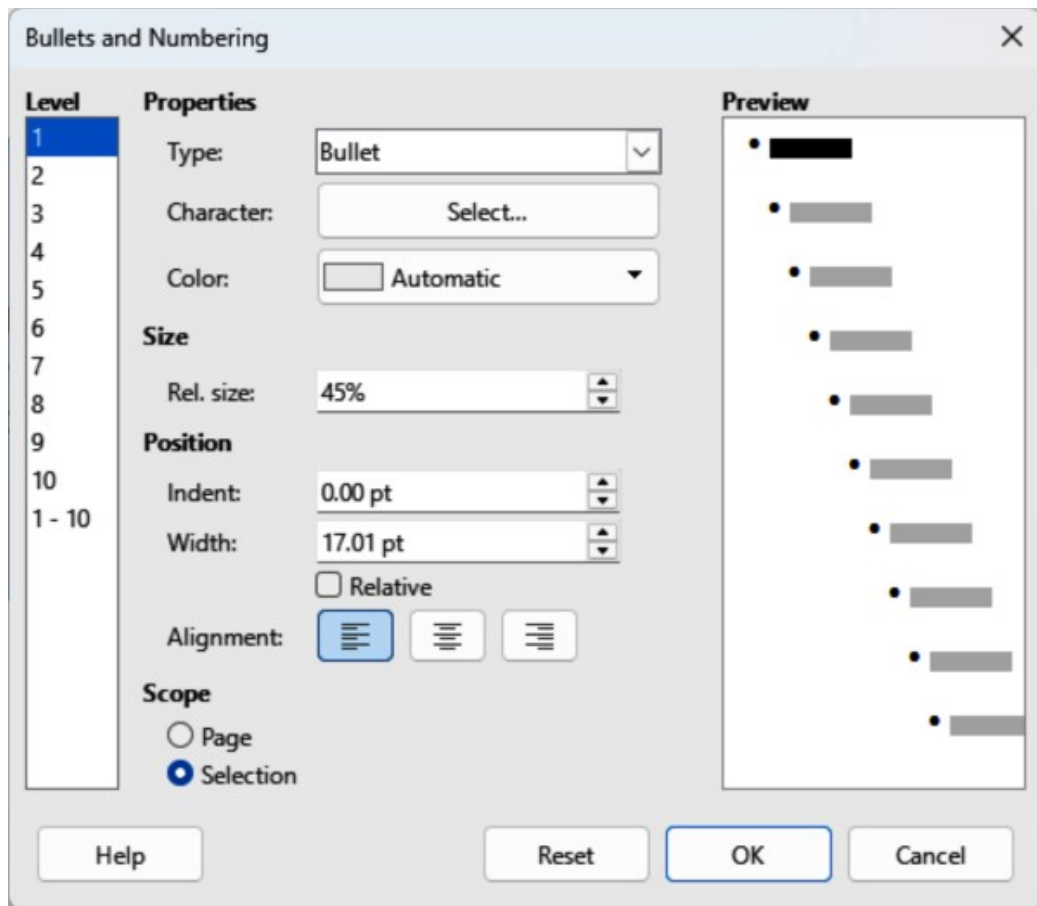 Bullets and Numbering
Level
1
2
3
4
5
6
7
8
9
10
1 - 10
Properties
Type: Bullet
Character: Select...
Color: Automatic
Size
Rel. size: 45%
Position
Indent: 0.00 pt
Width: 17.01 pt
Relative
Alignment:
Scope
Page
Selection
Preview
Help Reset OK Cancel